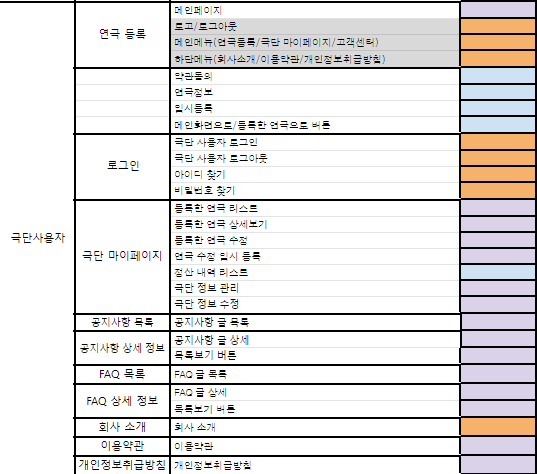 메인페이지
연극 등록
로고/로그아웃
메인메뉴(연극등록/극단 마이페이지/고객센터)
하단메뉴(회사소개/이용약관/개인정보취급방침)
약관동의
연극정보
임시등록
메인화면으로/등록한 연극으로 버튼
극단 사용자 로그인
로그인
극단 사용자 로그아웃
아이디 찾기
비밀번호 찾기
등록한 연극 리스트
등록한 연극 상세보기
극단사용자
등록한 연극 수정
극단 마이페이지
연극 수정 임시 등록
정산 내역 리스트
극단 정보 관리
극단 정보 수정
공지사항 목록
공지사항 글 목록
공지사항 상세 정보
공지사항 글 상세
목록보기 버튼
FAQ 목록
FAQ 글 목록
FAQ 상세 정보
FAQ 글 상세
목록보기 버튼
회사 소개
회사 소개
이용약관
이용약관
개인정보취급방침
개인정보취급방침